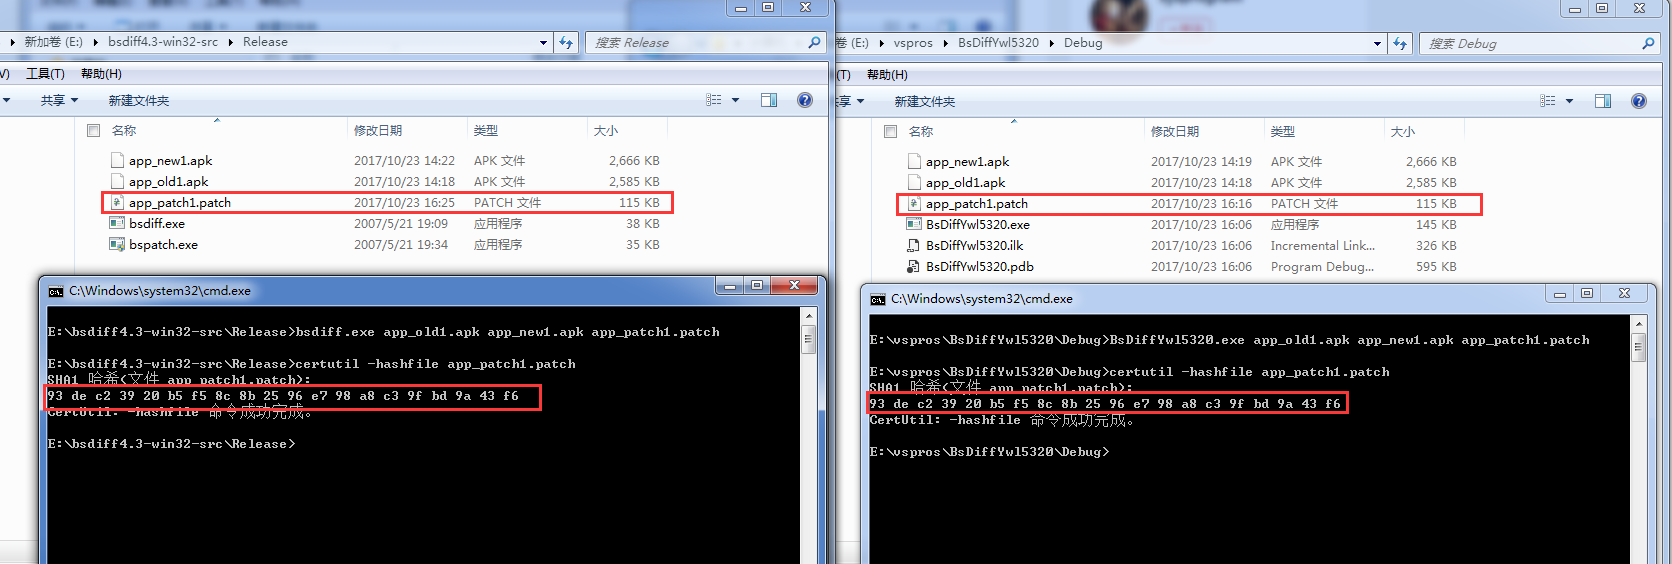 新加卷 (E:) bsdiff4.3-win32-src Release
搜索 Release
V) 工具(T) 帮助(H)
共享 新建文件夹
名称 修改日期 类型 大小
app_new1.apk 2017/10/23 14:22 APK 文件 2,666 KB
app_old1.apk 2017/10/23 14:18 APK 文件 2,585 KB
app_patch1.patch 2017/10/23 16:25 PATCH 文件 115 KB
bsdiff.exe 2007/5/21 19:09 应用程序 38 KB
bspatch.exe 2007/5/21 19:34 应用程序 35 KB
C:\Windows\system32\cmd.exe
E:\bsdiff4.3-win32-src\Release>bsdiff.exe app_old1.apk app_new1.apk app_patch1.patch
E:\bsdiff4.3-win32-src\Release>certutil -hashfile app_patch1.patch
SHA1 哈希(文件 app_patch1.patch):
93 de c2 39 20 b5 f5 8c 8b 25 96 e7 98 a8 c3 9f bd 9a 43 f6
CertUtil: -hashfile 命令成功完成。
E:\bsdiff4.3-win32-src\Release>
卷 (E:) vspros BsDiffYwl5320 Debug
搜索 Debug
(T) 帮助(H)
共享 新建文件夹
名称 修改日期 类型 大小
app_new1.apk 2017/10/23 14:19 APK 文件 2,666 KB
app_old1.apk 2017/10/23 14:18 APK 文件 2,585 KB
app_patch1.patch 2017/10/23 16:16 PATCH 文件 115 KB
BsDiffYwl5320.exe 2017/10/23 16:06 应用程序 145 KB
BsDiffYwl5320.ilk 2017/10/23 16:06 Incremental Link... 326 KB
BsDiffYwl5320.pdb 2017/10/23 16:06 Program Debug... 595 KB
C:\Windows\system32\cmd.exe
E:\vspros\BsDiffYwl5320\Debug>BsDiffYwl5320.exe app_old1.apk app_new1.apk app_patch1.patch
E:\vspros\BsDiffYwl5320\Debug>certutil -hashfile app_patch1.patch
SHA1 哈希(文件 app_patch1.patch):
93 de c2 39 20 b5 f5 8c 8b 25 96 e7 98 a8 c3 9f bd 9a 43 f6
CertUtil: -hashfile 命令成功完成。
E:\vspros\BsDiffYwl5320\Debug>